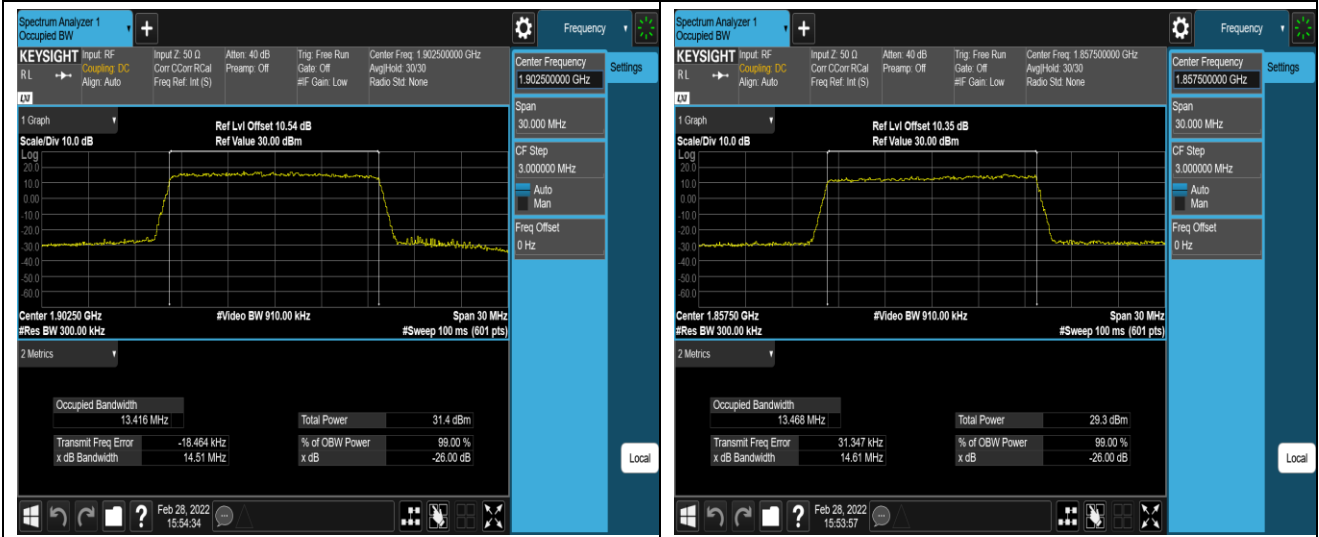 Spectrum Analyzer 1
Occupied BW
+
Frequency
KEYSIGHT Input: RF Input Z: 50 Ω Atten: 40 dB Trig: Free Run Center Freq: 1.902500000 GHz
RL Coupling: DC Corr CCorr RCal Preamp: Off Gate: Off Avg|Hold: 30/30
Align: Auto Freq Ref: Int (S) #IF Gain: Low Radio Std: None
LXI
Center Frequency
1.902500000 GHz
Settings
Span
30.000 MHz
CF Step
3.000000 MHz
Auto
Man
Freq Offset
0 Hz
1 Graph
Ref Lvl Offset 10.54 dB
Scale/Div 10.0 dB Ref Value 30.00 dBm
Log
20.0
10.0
0.00
-10.0
-20.0
-30.0
-40.0
-50.0
-60.0
Center 1.90250 GHz #Video BW 910.00 kHz Span 30 MHz
#Res BW 300.00 kHz #Sweep 100 ms (601 pts)
2 Metrics
Occupied Bandwidth
13.416 MHz Total Power 31.4 dBm
Transmit Freq Error -18.464 kHz % of OBW Power 99.00 %
x dB Bandwidth 14.51 MHz x dB -26.00 dB
Local
? Feb 28, 2022
15:54:34
Spectrum Analyzer 1
Occupied BW
+
Frequency
KEYSIGHT Input: RF Input Z: 50 Ω Atten: 40 dB Trig: Free Run Center Freq: 1.857500000 GHz
RL Coupling: DC Corr CCorr RCal Preamp: Off Gate: Off Avg|Hold: 30/30
Align: Auto Freq Ref: Int (S) #IF Gain: Low Radio Std: None
LXI
Center Frequency
1.857500000 GHz
Settings
Span
30.000 MHz
CF Step
3.000000 MHz
Auto
Man
Freq Offset
0 Hz
1 Graph
Ref Lvl Offset 10.35 dB
Scale/Div 10.0 dB Ref Value 30.00 dBm
Log
20.0
10.0
0.00
-10.0
-20.0
-30.0
-40.0
-50.0
-60.0
Center 1.85750 GHz #Video BW 910.00 kHz Span 30 MHz
#Res BW 300.00 kHz #Sweep 100 ms (601 pts)
2 Metrics
Occupied Bandwidth
13.468 MHz Total Power 29.3 dBm
Transmit Freq Error 31.347 kHz % of OBW Power 99.00 %
x dB Bandwidth 14.61 MHz x dB -26.00 dB
Local
? Feb 28, 2022
15:53:57